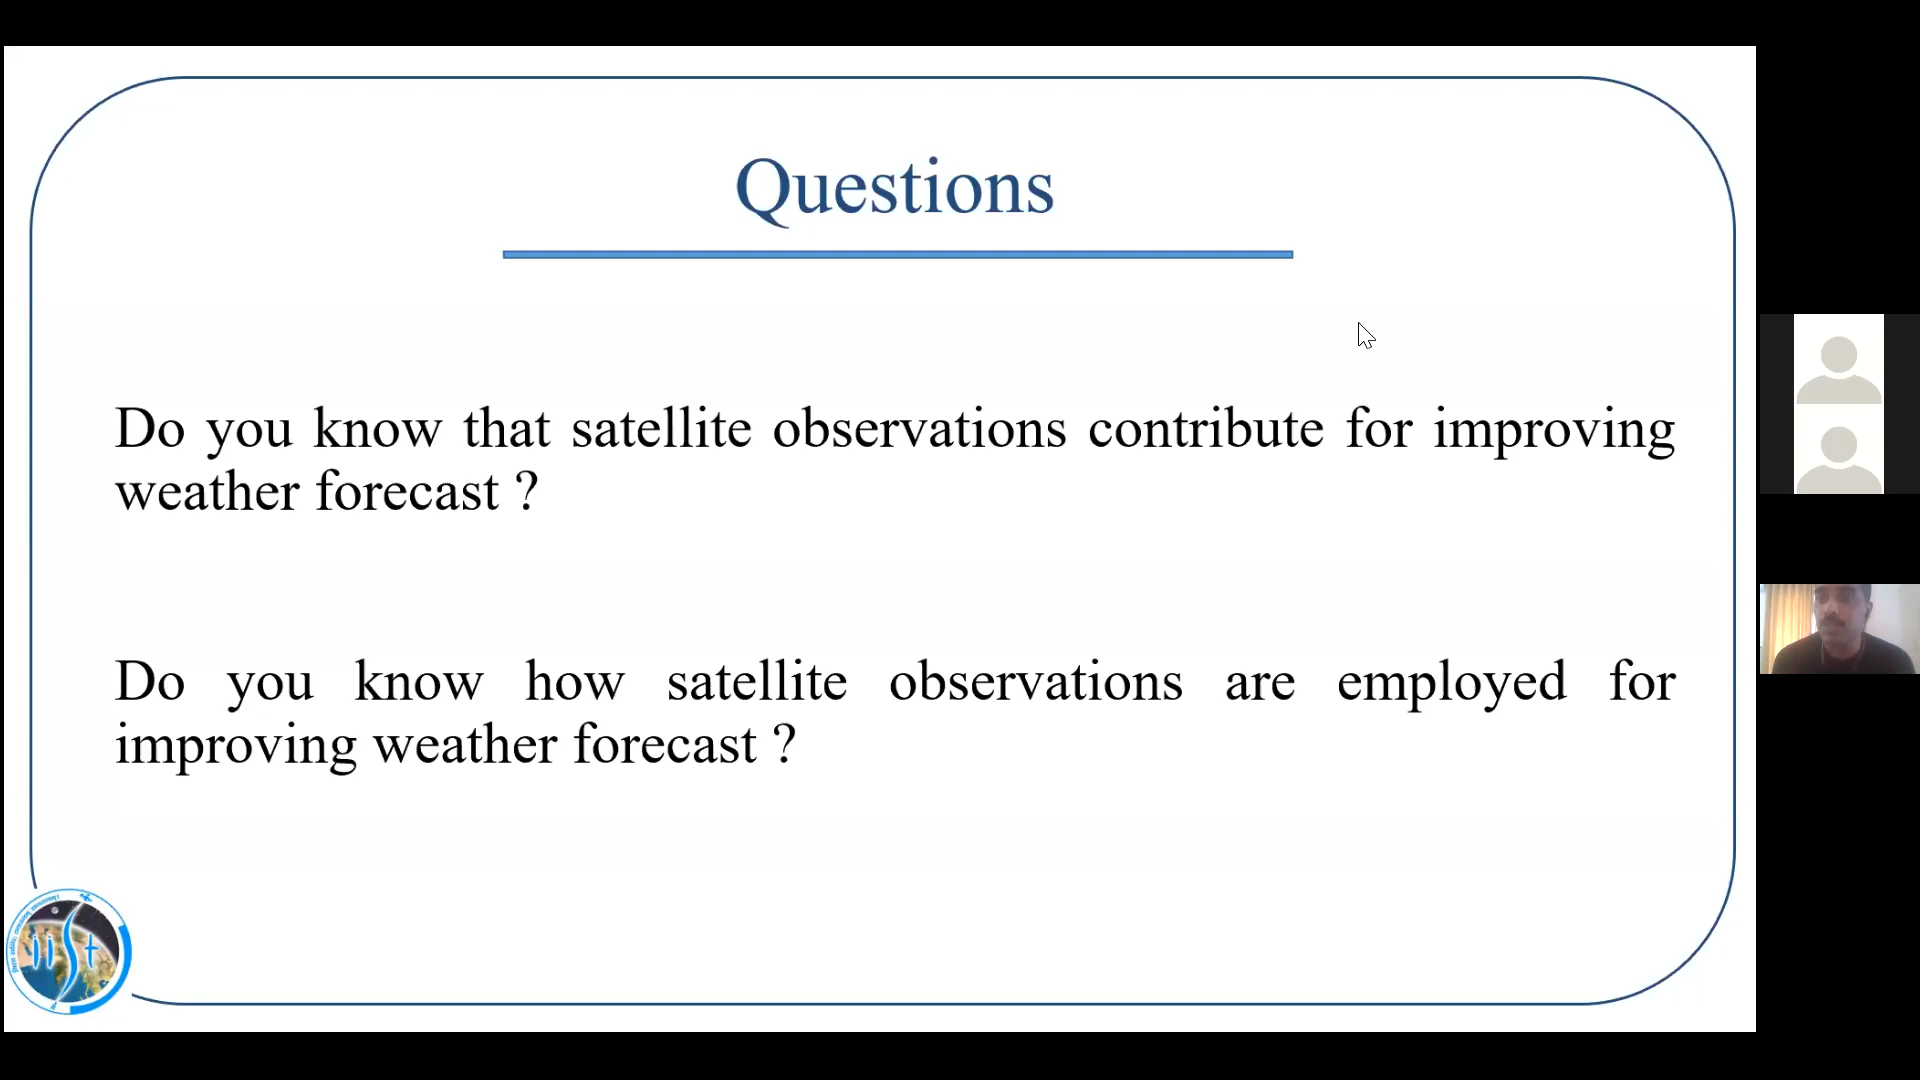 Questions
Do you know that satellite observations contribute for improving
weather forecast ?
Do you know how satellite observations are employed for
improving weather forecast ?
iist